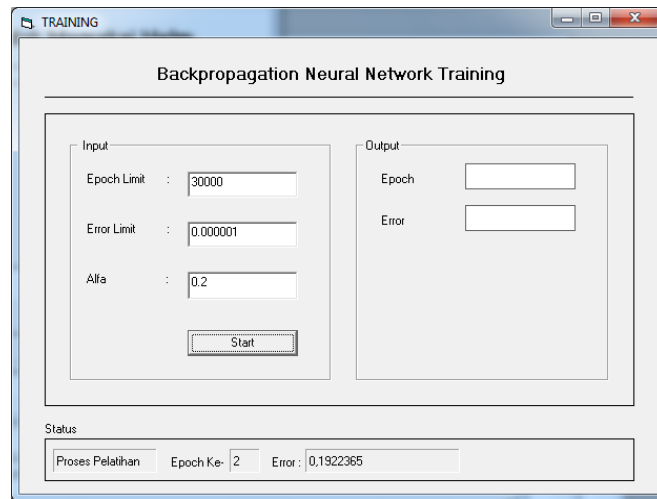 TRAINING
Backpropagation Neural Network Training
Input
Epoch Limit : 30000
Error Limit : 0.000001
Alfa : 0.2
Start
Output
Epoch
Error
Status
Proses Pelatihan Epoch Ke- 2 Error : 0,1922365